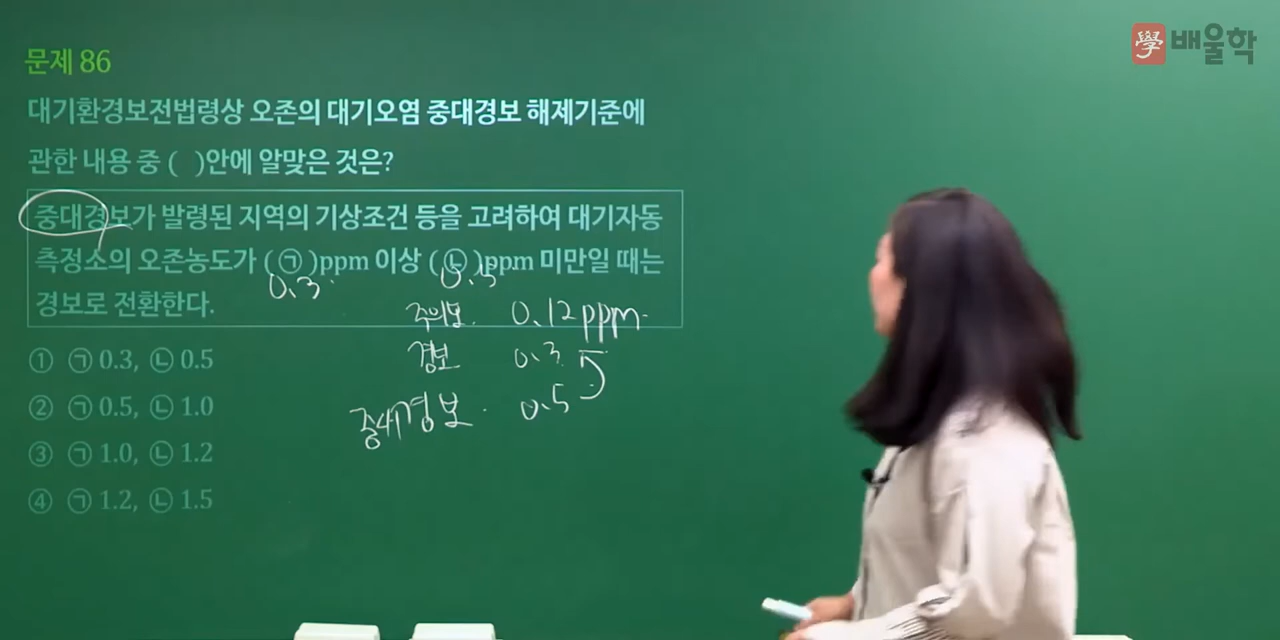 學 배울학
문제 86
대기환경보전법령상 오존의 대기오염 중대경보 해제기준에
관한 내용 중 ( )안에 알맞은 것은?
중대경보가 발령된 지역의 기상조건 등을 고려하여 대기자동
측정소의 오존농도가 (㉠)ppm 이상 (㉡)ppm 미만일 때는
0.3 0.5
경보로 전환한다.
주의보 0.12ppm
경보 0.3
중대경보 0.5
① ㉠ 0.3, ㉡ 0.5
② ㉠ 0.5, ㉡ 1.0
③ ㉠ 1.0, ㉡ 1.2
④ ㉠ 1.2, ㉡ 1.5